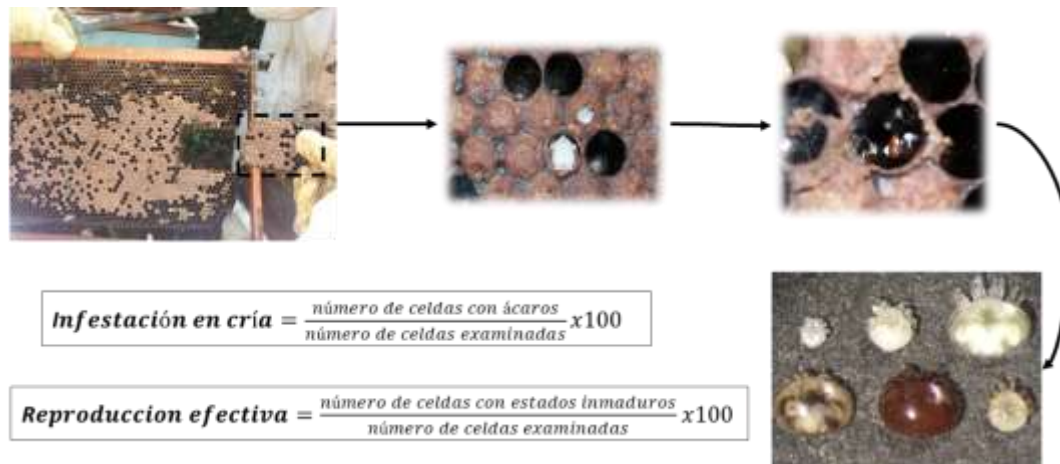 Infestación en cría = número de celdas con ácaros / número de celdas examinadas x100
Reproduccion efectiva = número de celdas con estados inmaduros / número de celdas examinadas x100